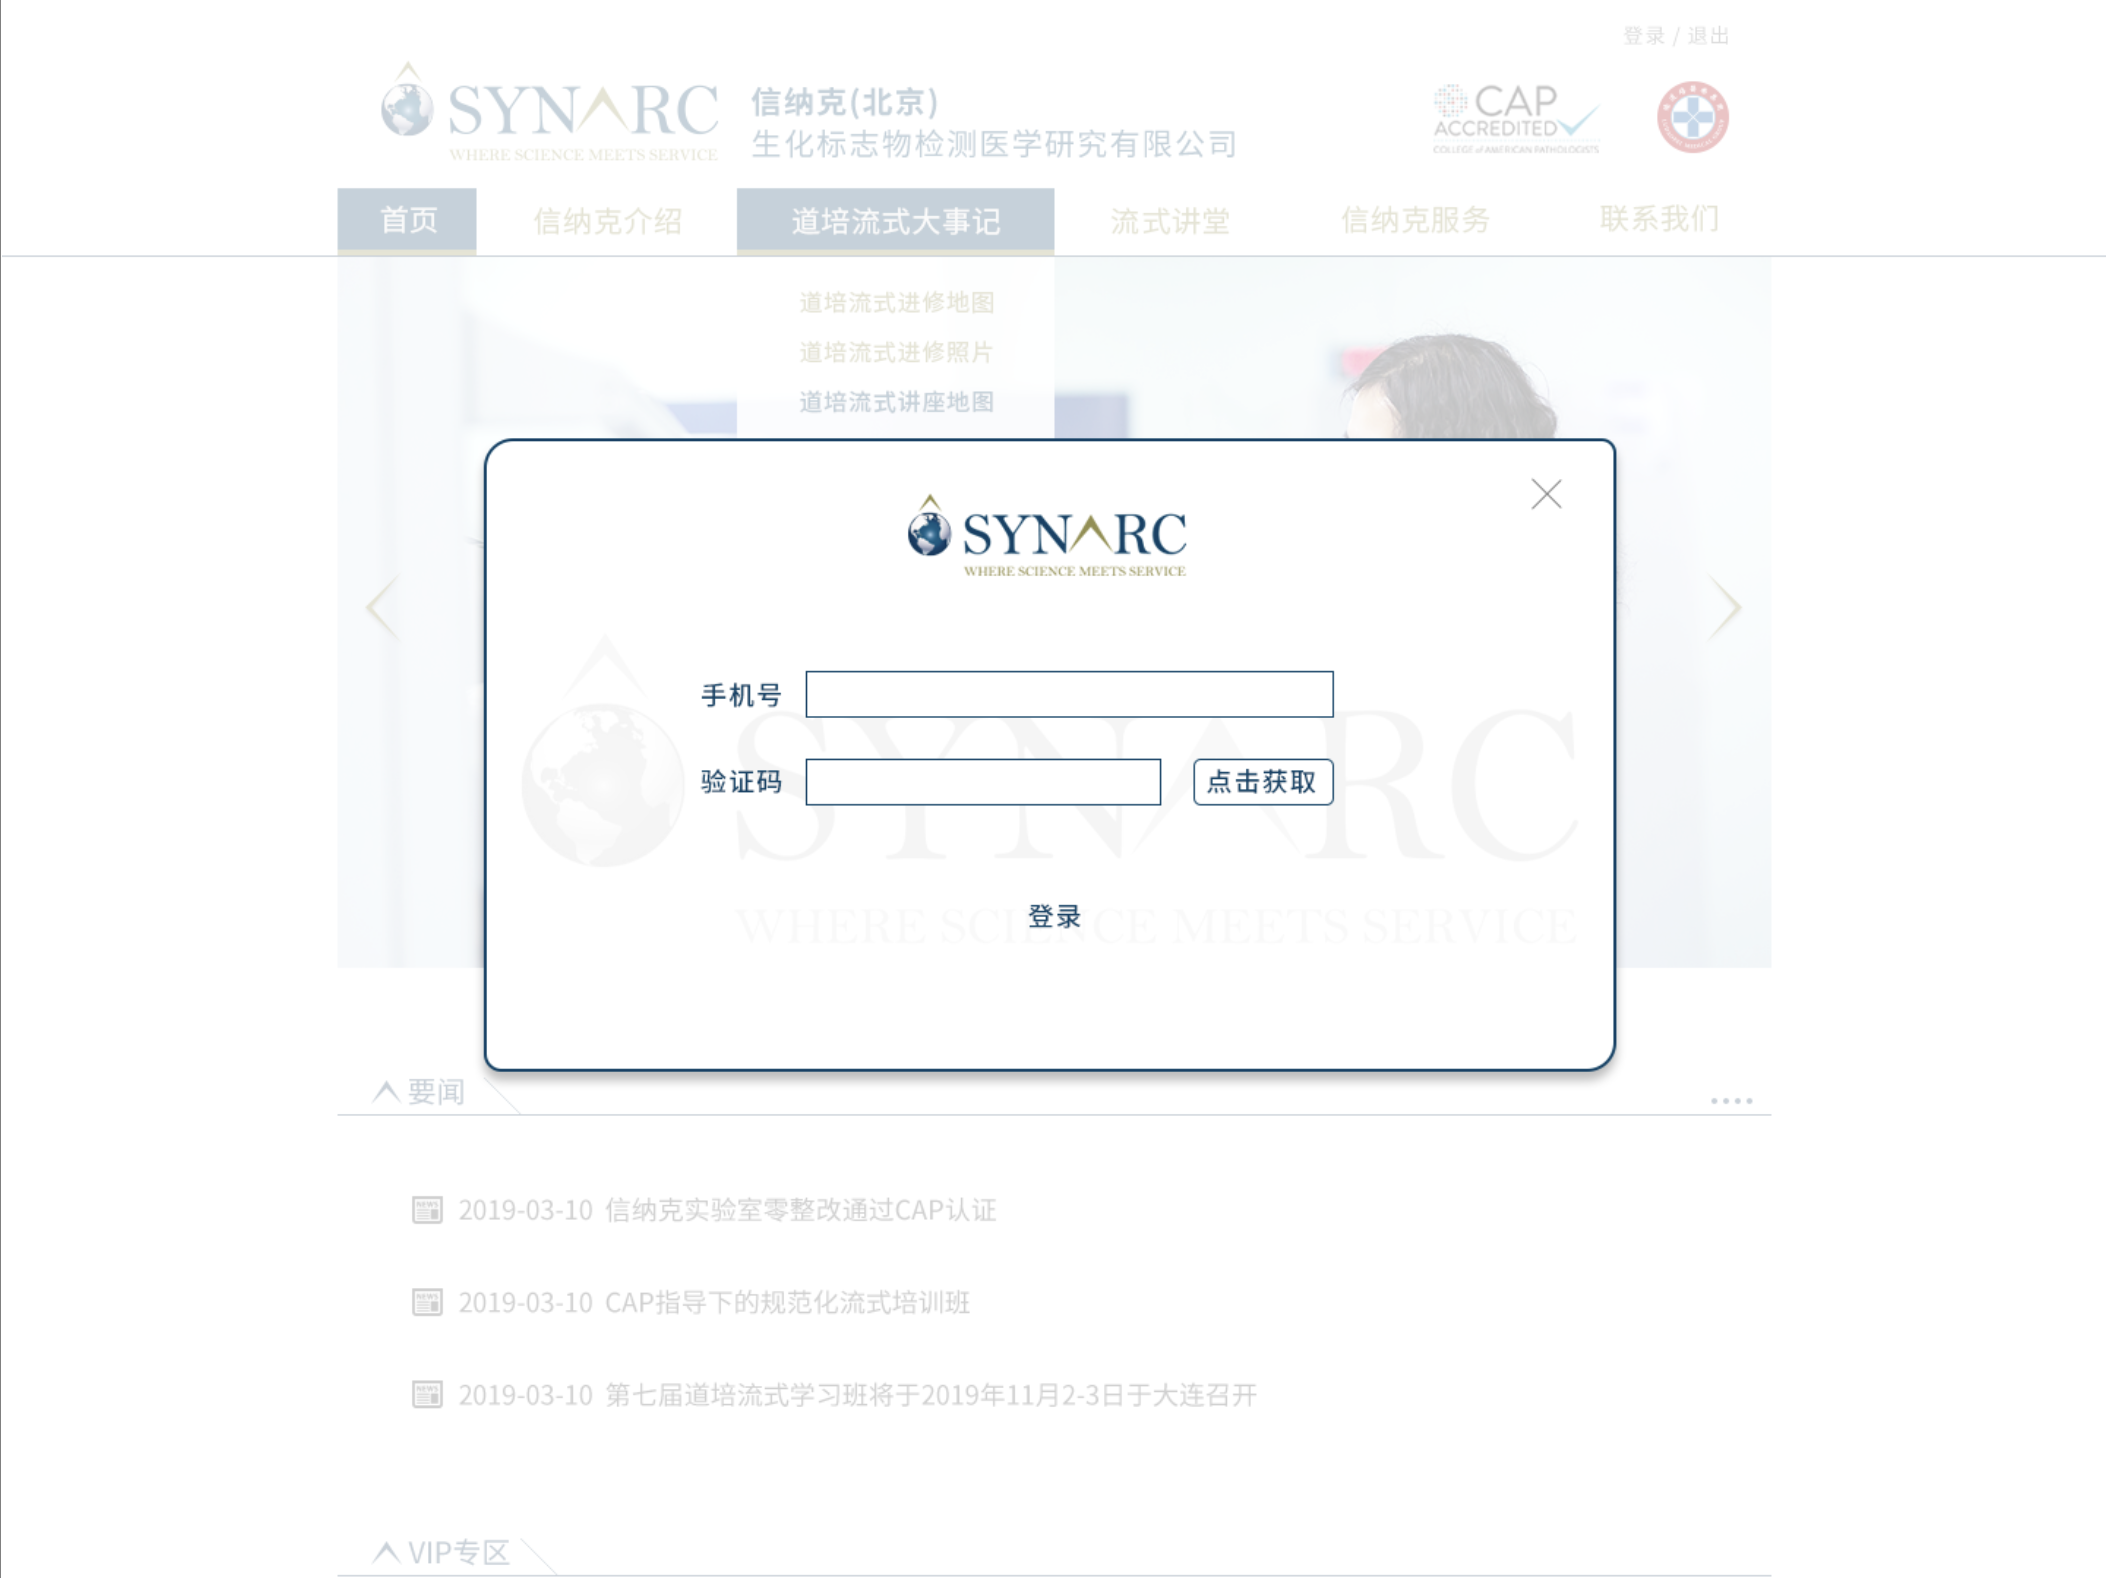 登录 / 退出
SYNARC
WHERE SCIENCE MEETS SERVICE
信纳克(北京)
生化标志物检测医学研究有限公司
CAP
ACCREDITED
COLLEGE of AMERICAN PATHOLOGISTS
首页 信纳克介绍 道培流式大事记 流式讲堂 信纳克服务 联系我们
道培流式进修地图
道培流式进修照片
道培流式讲座地图
SYNARC
WHERE SCIENCE MEETS SERVICE
手机号
验证码 点击获取
登录
SYNARC
WHERE SCIENCE MEETS SERVICE
要闻
NEWS 2019-03-10 信纳克实验室零整改通过CAP认证
NEWS 2019-03-10 CAP指导下的规范化流式培训班
NEWS 2019-03-10 第七届道培流式学习班将于2019年11月2-3日于大连召开
VIP专区